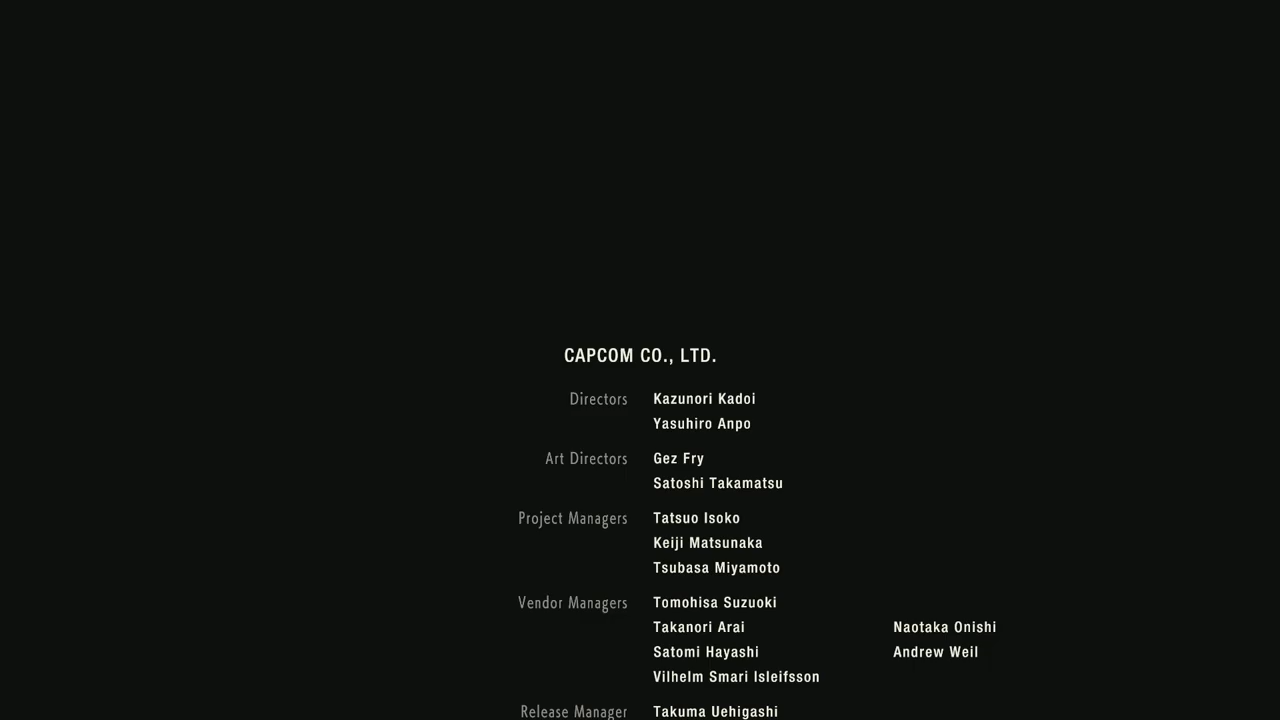 CAPCOM CO., LTD.
Directors Kazunori Kadoi
Yasuhiro Anpo
Art Directors Gez Fry
Satoshi Takamatsu
Project Managers Tatsuo Isoko
Keiji Matsunaka
Tsubasa Miyamoto
Vendor Managers Tomohisa Suzuoki
Takanori Arai Naotaka Onishi
Satomi Hayashi Andrew Weil
Vilhelm Smari Isleifsson
Release Manager Takuma Uehigashi